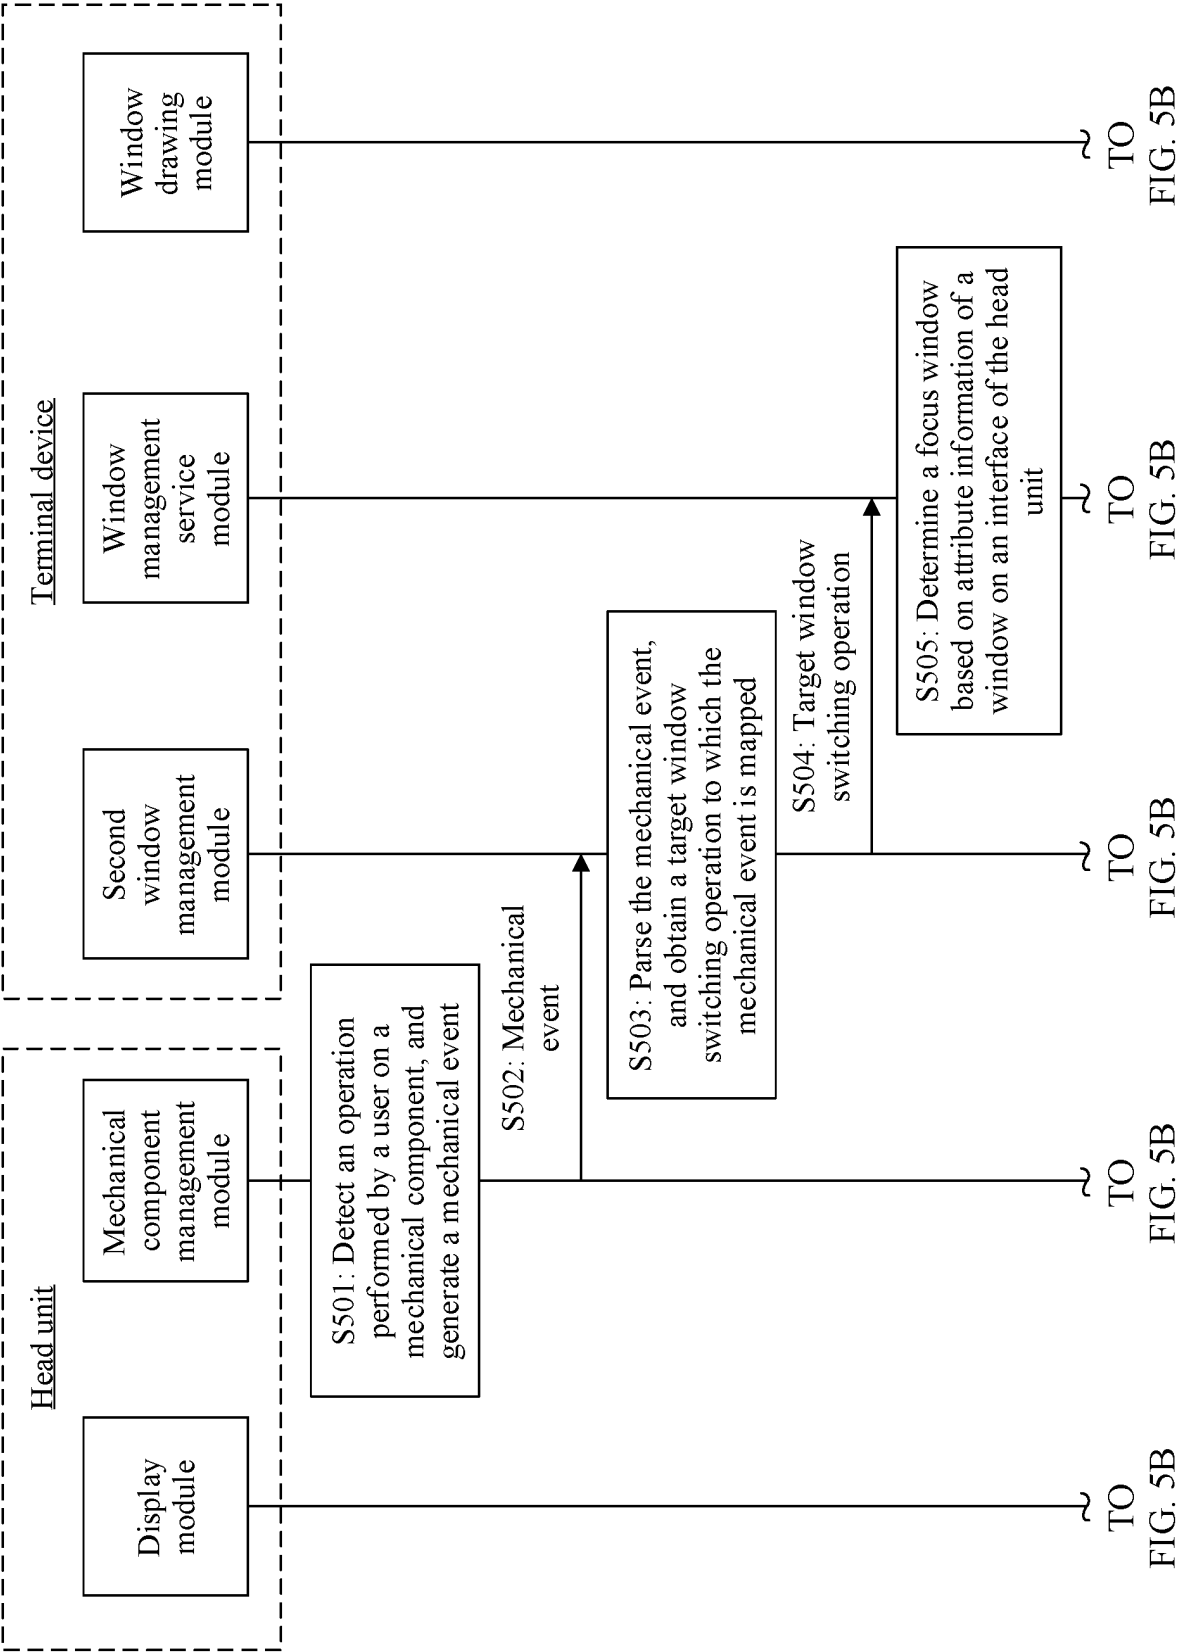 Head unit
Terminal device
Display
module
Mechanical
component
management
module
Second
window
management
module
Window
management
service
module
Window
drawing
module
S501: Detect an operation
performed by a user on a
mechanical component, and
generate a mechanical event
S502: Mechanical
event
S503: Parse the mechanical event,
and obtain a target window
switching operation to which the
mechanical event is mapped
S504: Target window
switching operation
S505: Determine a focus window
based on attribute information of a
window on an interface of the head
unit
TO
FIG. 5B
TO
FIG. 5B
TO
FIG. 5B
TO
FIG. 5B
TO
FIG. 5B